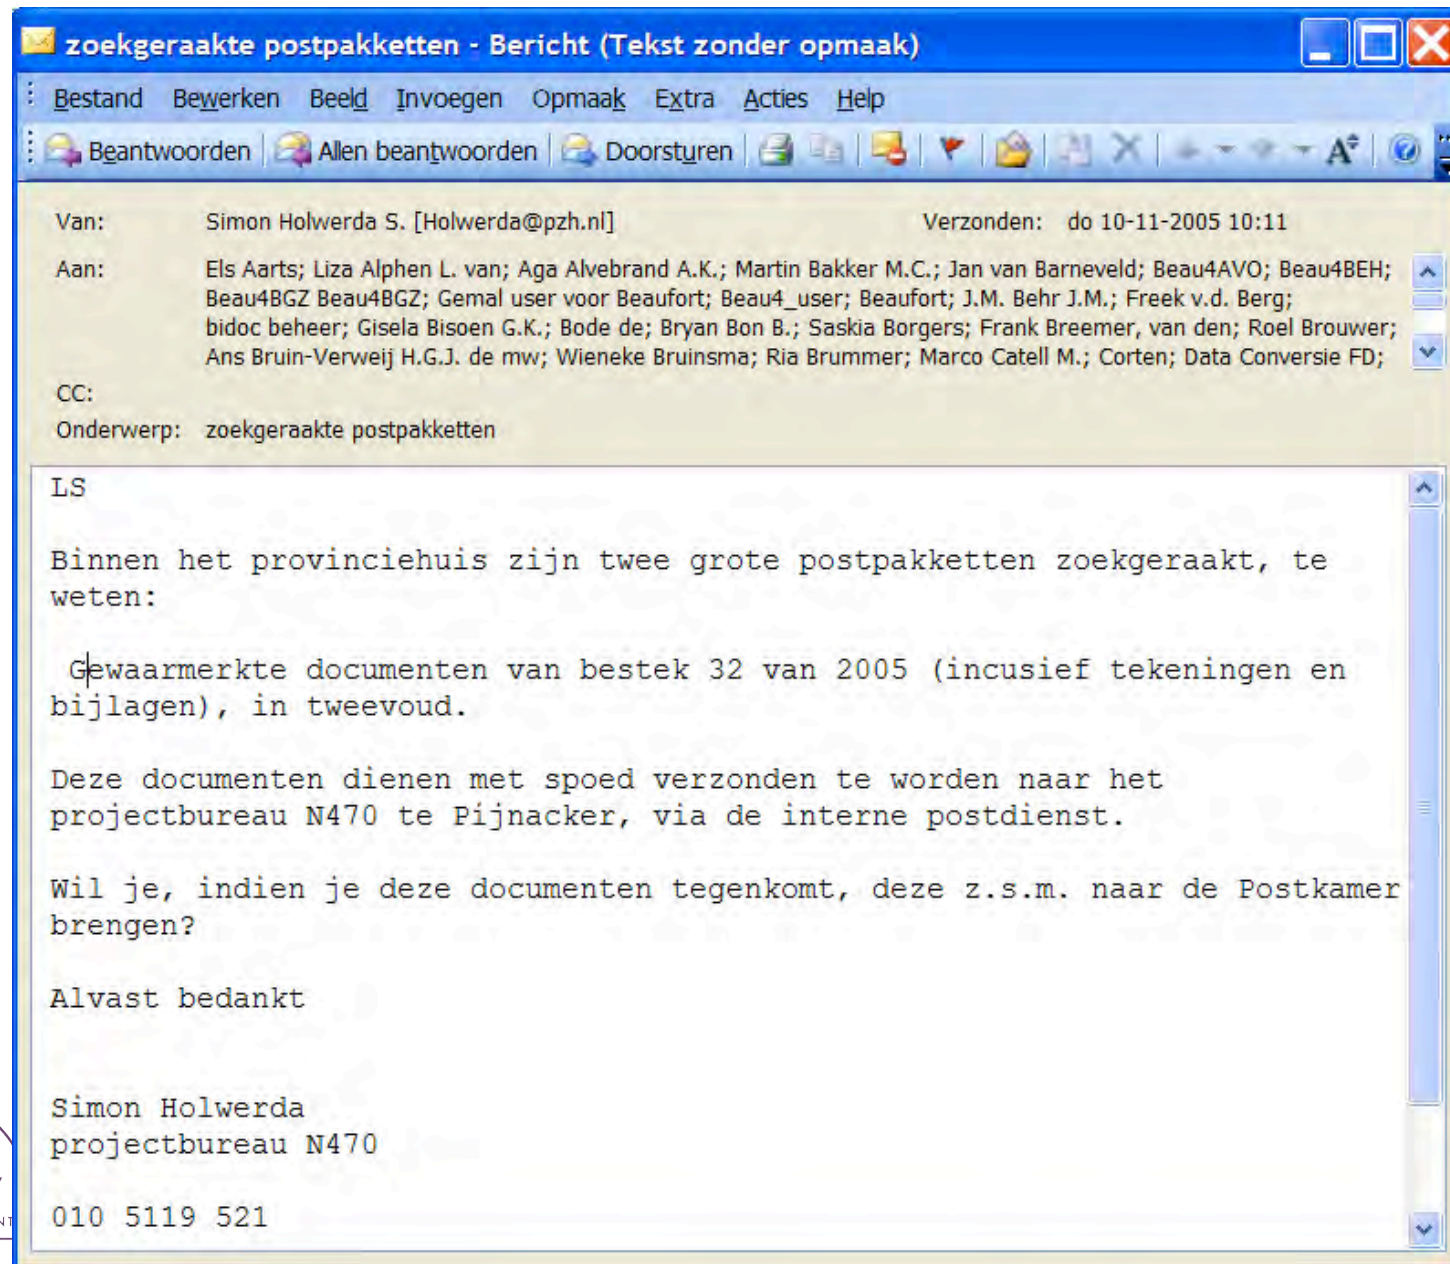 zoekgeraakte postpakketten - Bericht (Tekst zonder opmaak)
Bestand Bewerken Beeld Invoegen Opmaak Extra Acties Help
Beantwoorden Allen beantwoorden Doorsturen
Van: Simon Holwerda S. [Holwerda@pzh.nl] Verzonden: do 10-11-2005 10:11
Aan: Els Aarts; Liza Alphen L. van; Aga Alvebrand A.K.; Martin Bakker M.C.; Jan van Barneveld; Beau4AVO; Beau4BEH;
Beau4BGZ Beau4BGZ; Gemal user voor Beaufort; Beau4_user; Beaufort; J.M. Behr J.M.; Freek v.d. Berg;
bidoc beheer; Gisela Bisoen G.K.; Bode de; Bryan Bon B.; Saskia Borgers; Frank Breemer, van den; Roel Brouwer;
Ans Bruin-Verweij H.G.J. de mw; Wieneke Bruinsma; Ria Brummer; Marco Catell M.; Corten; Data Conversie FD;
CC:
Onderwerp: zoekgeraakte postpakketten
LS
Binnen het provinciehuis zijn twee grote postpakketten zoekgeraakt, te
weten:
Gewaarmerkte documenten van bestek 32 van 2005 (incusief tekeningen en
bijlagen), in tweevoud.
Deze documenten dienen met spoed verzonden te worden naar het
projectbureau N470 te Pijnacker, via de interne postdienst.
Wil je, indien je deze documenten tegenkomt, deze z.s.m. naar de Postkamer
brengen?
Alvast bedankt
Simon Holwerda
projectbureau N470
010 5119 521